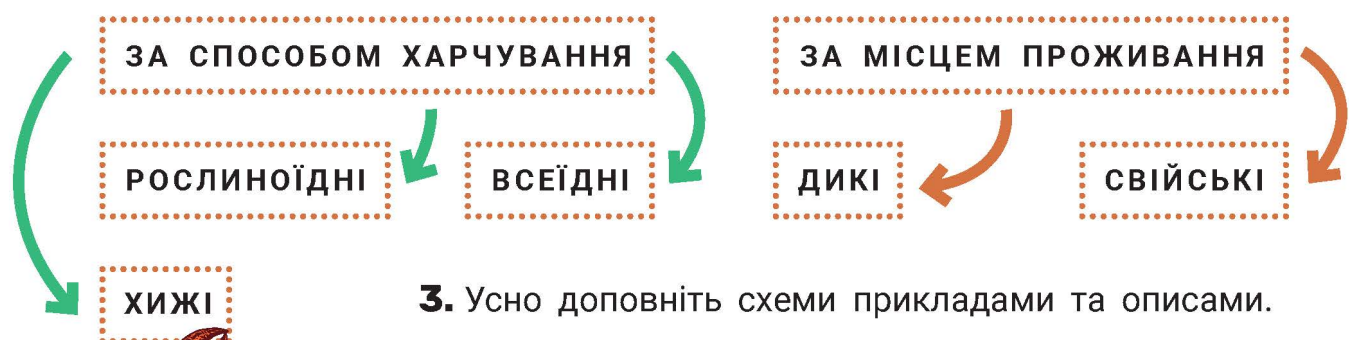 ЗА СПОСОБОМ ХАРЧУВАННЯ
ЗА МІСЦЕМ ПРОЖИВАННЯ
РОСЛИНОЇДНІ
ВСЕЇДНІ
ДИКІ
СВІЙСЬКІ
ХИЖІ
3. Усно доповніть схеми прикладами та описами.